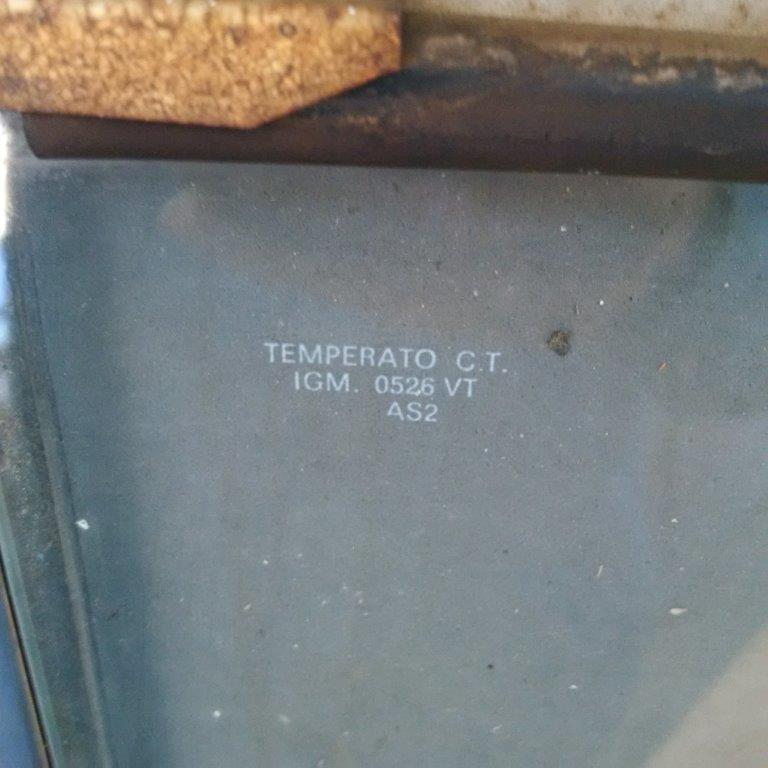 TEMPERATO C.T.
IGM. 0526 VT
AS2